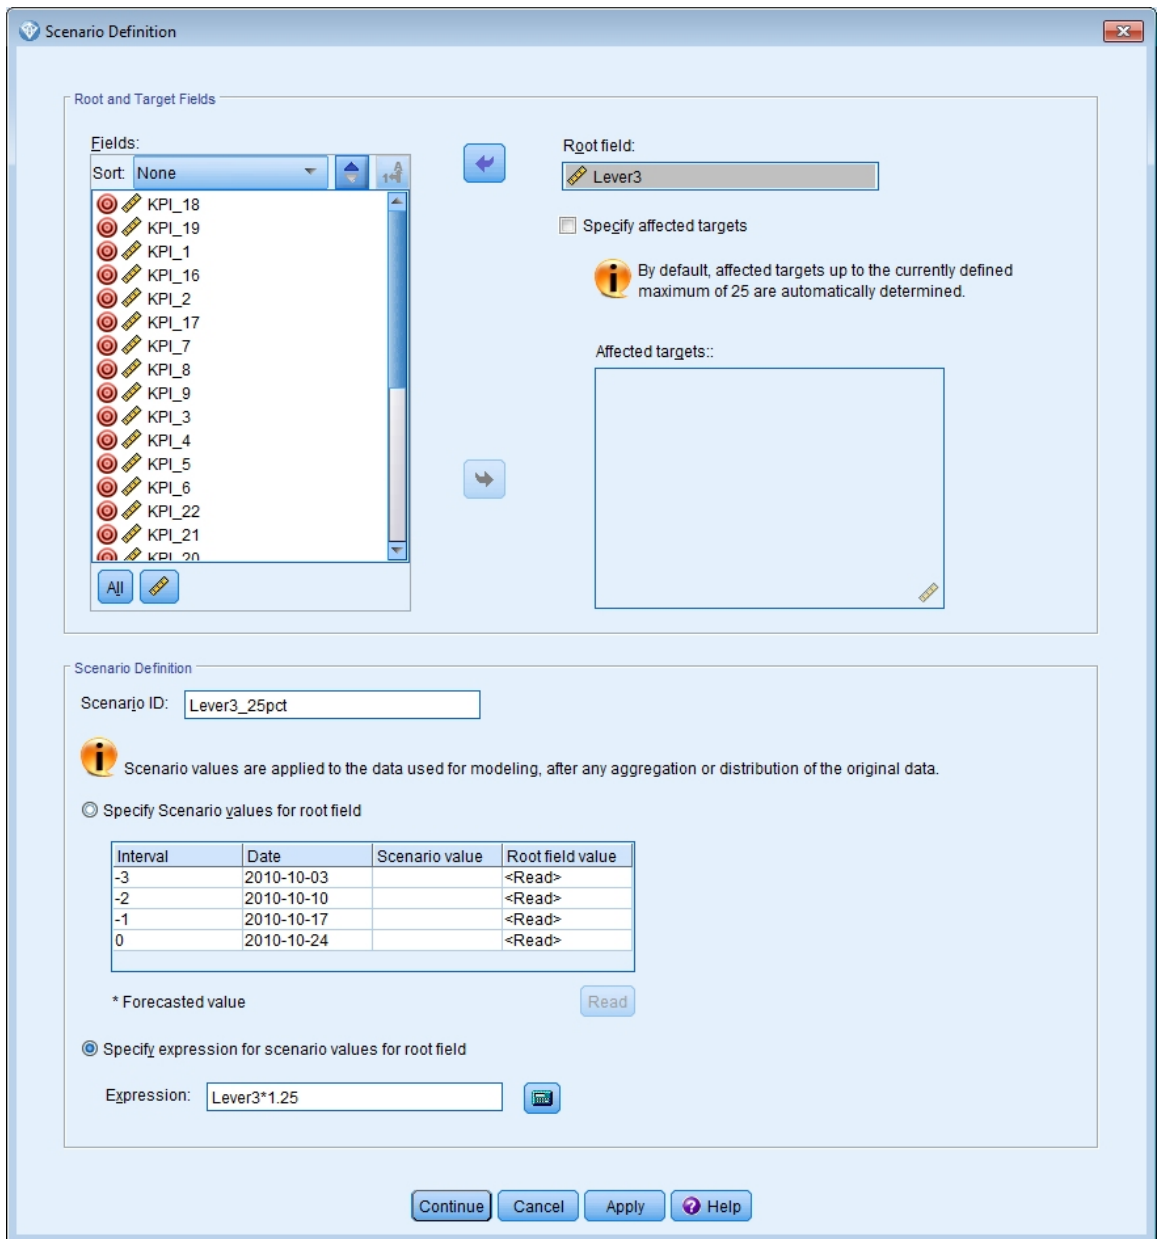 Scenario Definition
Root and Target Fields
Fields:
Sort: None
KPI_18
KPI_19
KPI_1
KPI_16
KPI_2
KPI_17
KPI_7
KPI_8
KPI_9
KPI_3
KPI_4
KPI_5
KPI_6
KPI_22
KPI_21
KPI_20
All
Root field:
Lever3
Specify affected targets
By default, affected targets up to the currently defined
maximum of 25 are automatically determined.
Affected targets::
Scenario Definition
Scenario ID: Lever3_25pct
Scenario values are applied to the data used for modeling, after any aggregation or distribution of the original data.
Specify Scenario values for root field
Interval Date Scenario value Root field value
-3 2010-10-03 <Read>
-2 2010-10-10 <Read>
-1 2010-10-17 <Read>
0 2010-10-24 <Read>
* Forecasted value Read
Specify expression for scenario values for root field
Expression: Lever3*1.25
Continue Cancel Apply Help